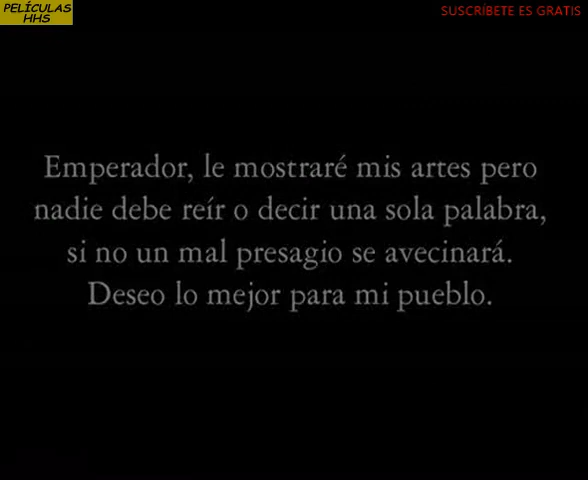 PELÍCULAS
HHS
SUSCRÍBETE ES GRATIS
Emperador, le mostraré mis artes pero
nadie debe reír o decir una sola palabra,
si no un mal presagio se avecinará.
Deseo lo mejor para mi pueblo.